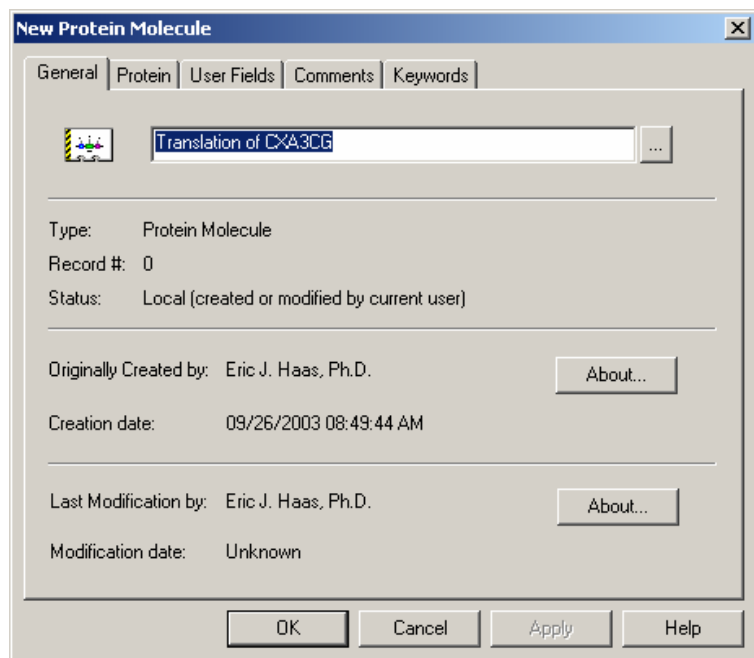 New Protein Molecule
General Protein User Fields Comments Keywords
Translation of CXA3CG ...
Type: Protein Molecule
Record #: 0
Status: Local (created or modified by current user)
Originally Created by: Eric J. Haas, Ph.D. About...
Creation date: 09/26/2003 08:49:44 AM
Last Modification by: Eric J. Haas, Ph.D. About...
Modification date: Unknown
OK Cancel Apply Help